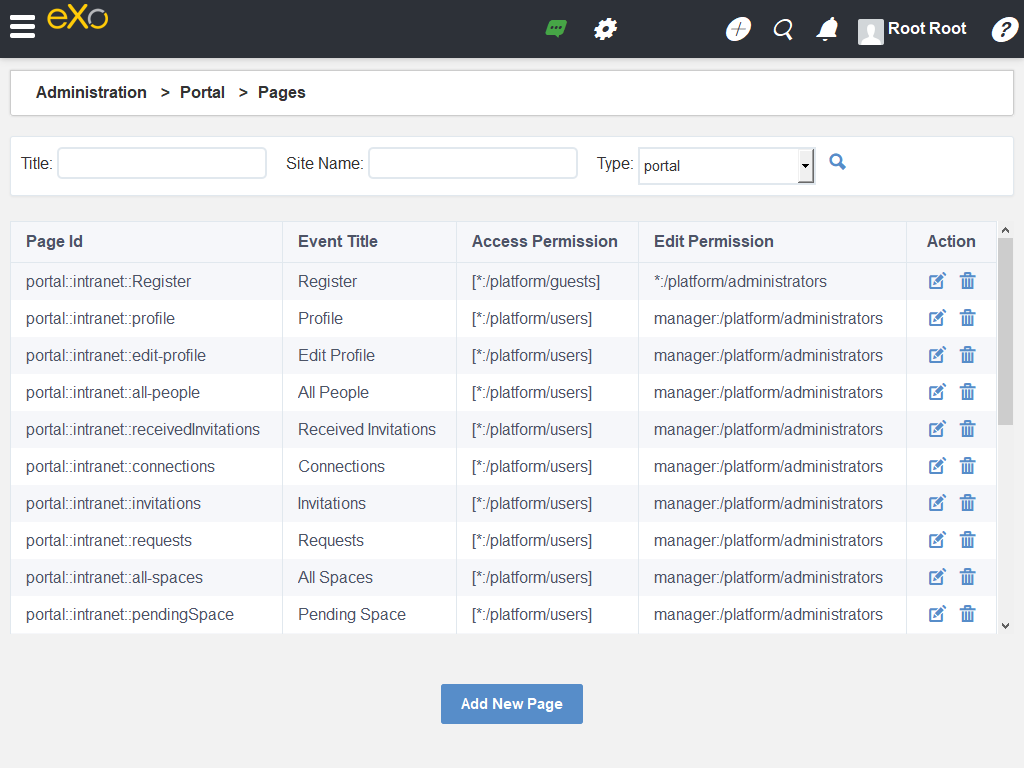 eXo
Root Root
?
Administration > Portal > Pages
Title: Site Name: Type: portal
Page Id Event Title Access Permission Edit Permission Action
portal::intranet::Register Register [*:/platform/guests] *:/platform/administrators
portal::intranet::profile Profile [*:/platform/users] manager:/platform/administrators
portal::intranet::edit-profile Edit Profile [*:/platform/users] manager:/platform/administrators
portal::intranet::all-people All People [*:/platform/users] manager:/platform/administrators
portal::intranet::receivedInvitations Received Invitations [*:/platform/users] manager:/platform/administrators
portal::intranet::connections Connections [*:/platform/users] manager:/platform/administrators
portal::intranet::invitations Invitations [*:/platform/users] manager:/platform/administrators
portal::intranet::requests Requests [*:/platform/users] manager:/platform/administrators
portal::intranet::all-spaces All Spaces [*:/platform/users] manager:/platform/administrators
portal::intranet::pendingSpace Pending Space [*:/platform/users] manager:/platform/administrators
Add New Page